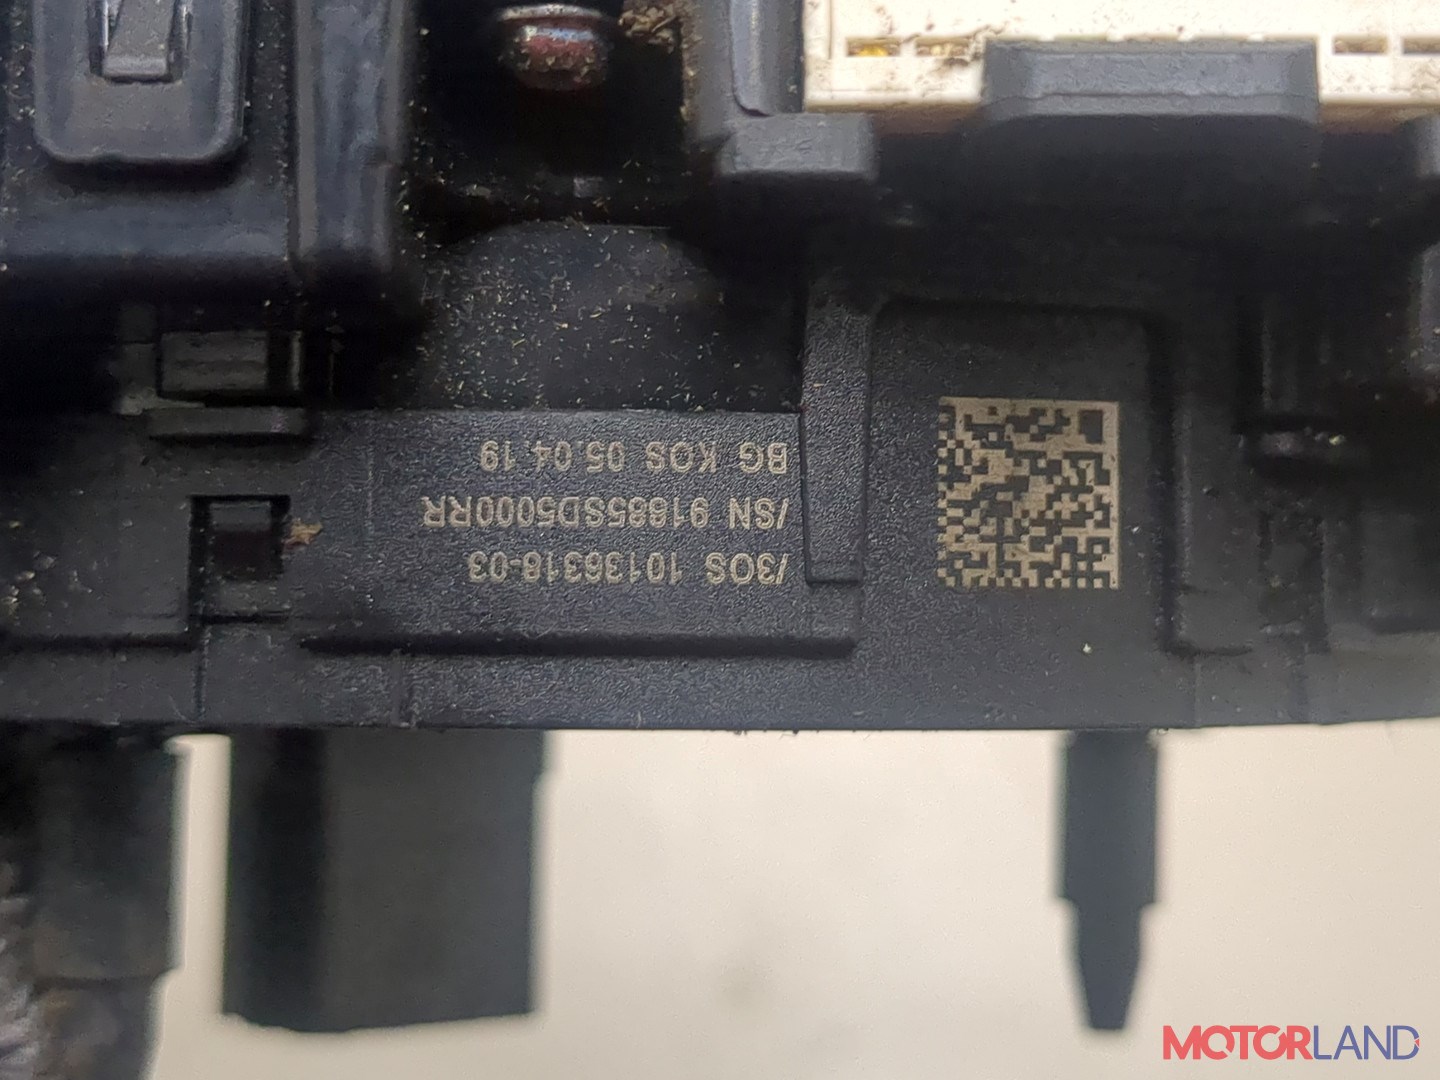 /3OS 10136318-03
/SN 91885SD5000RR
BG KOS 05.04.19
MOTORLAND